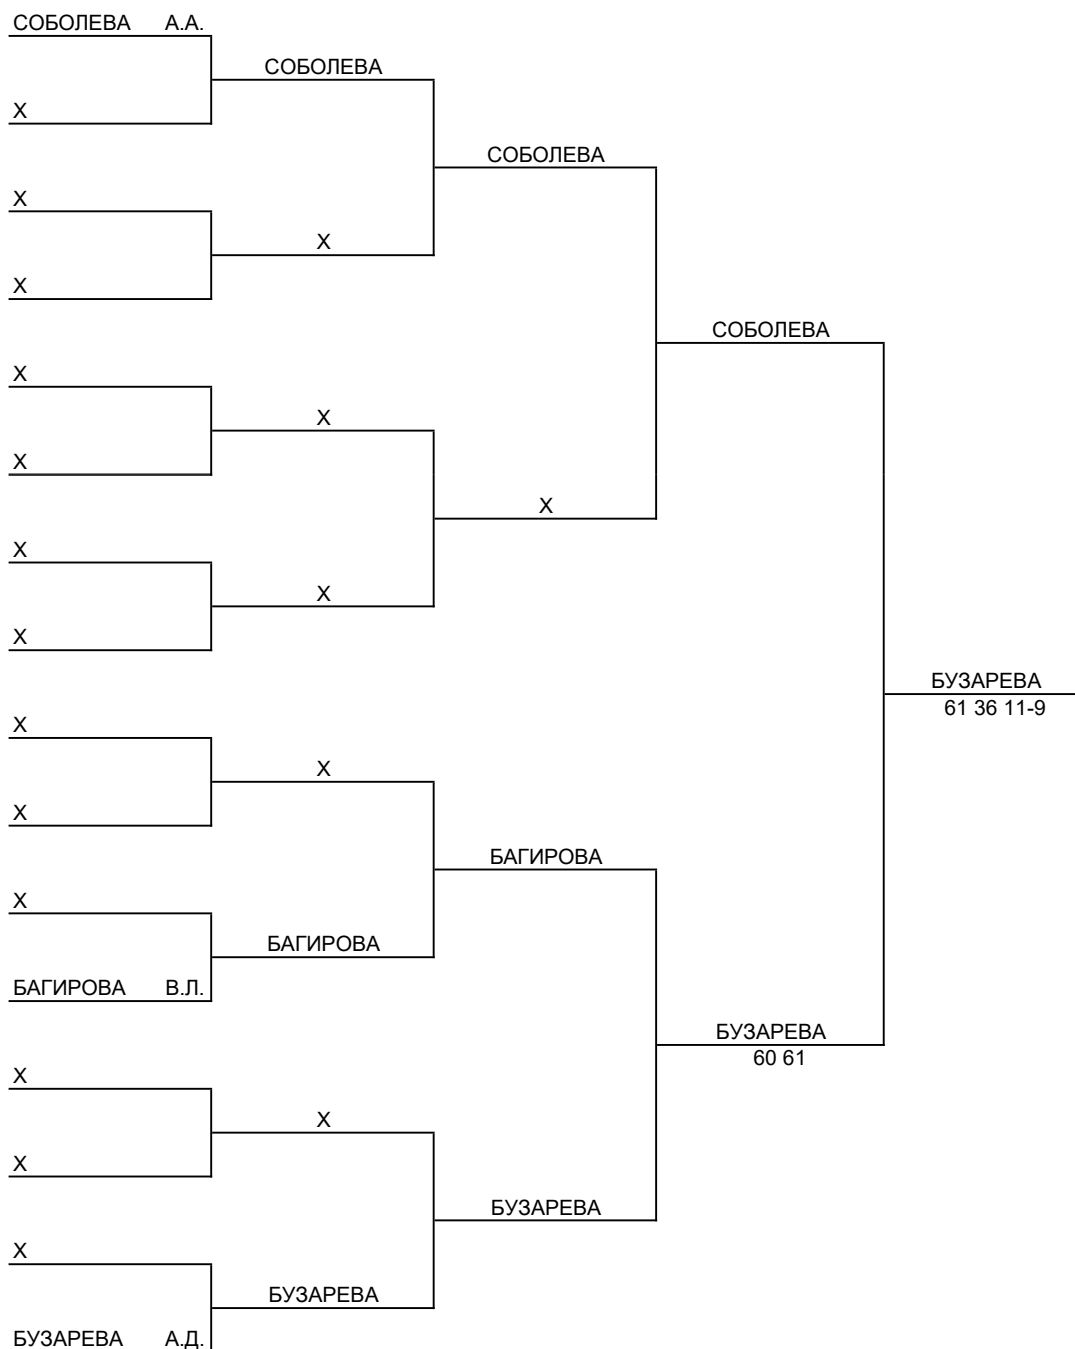 СОБОЛЕВА А.А.
СОБОЛЕВА
X
СОБОЛЕВА
X
X
X
СОБОЛЕВА
X
X
X
X
X
X
X
БУЗАРЕВА
61 36 11-9
X
X
X
БАГИРОВА
X
БАГИРОВА
БАГИРОВА В.Л.
БУЗАРЕВА
60 61
X
X
X
БУЗАРЕВА
X
БУЗАРЕВА
БУЗАРЕВА А.Д.